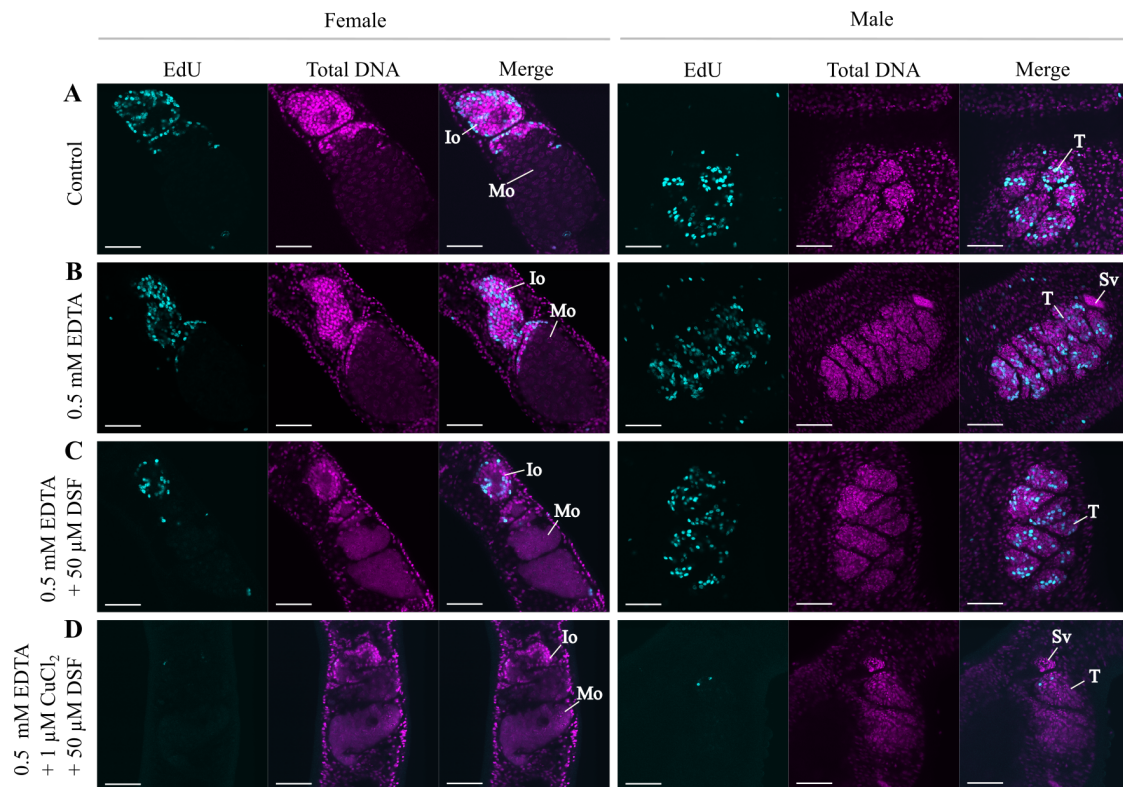 Female Male
EdU Total DNA Merge EdU Total DNA Merge
A
Control
Io
Mo
T
B
0.5 mM EDTA
Io
Mo
T
Sv
C
0.5 mM EDTA
+ 50 µM DSF
Io
Mo
T
D
0.5 mM EDTA
+ 1 µM CuCl₂
+ 50 µM DSF
Io
Mo
Sv
T